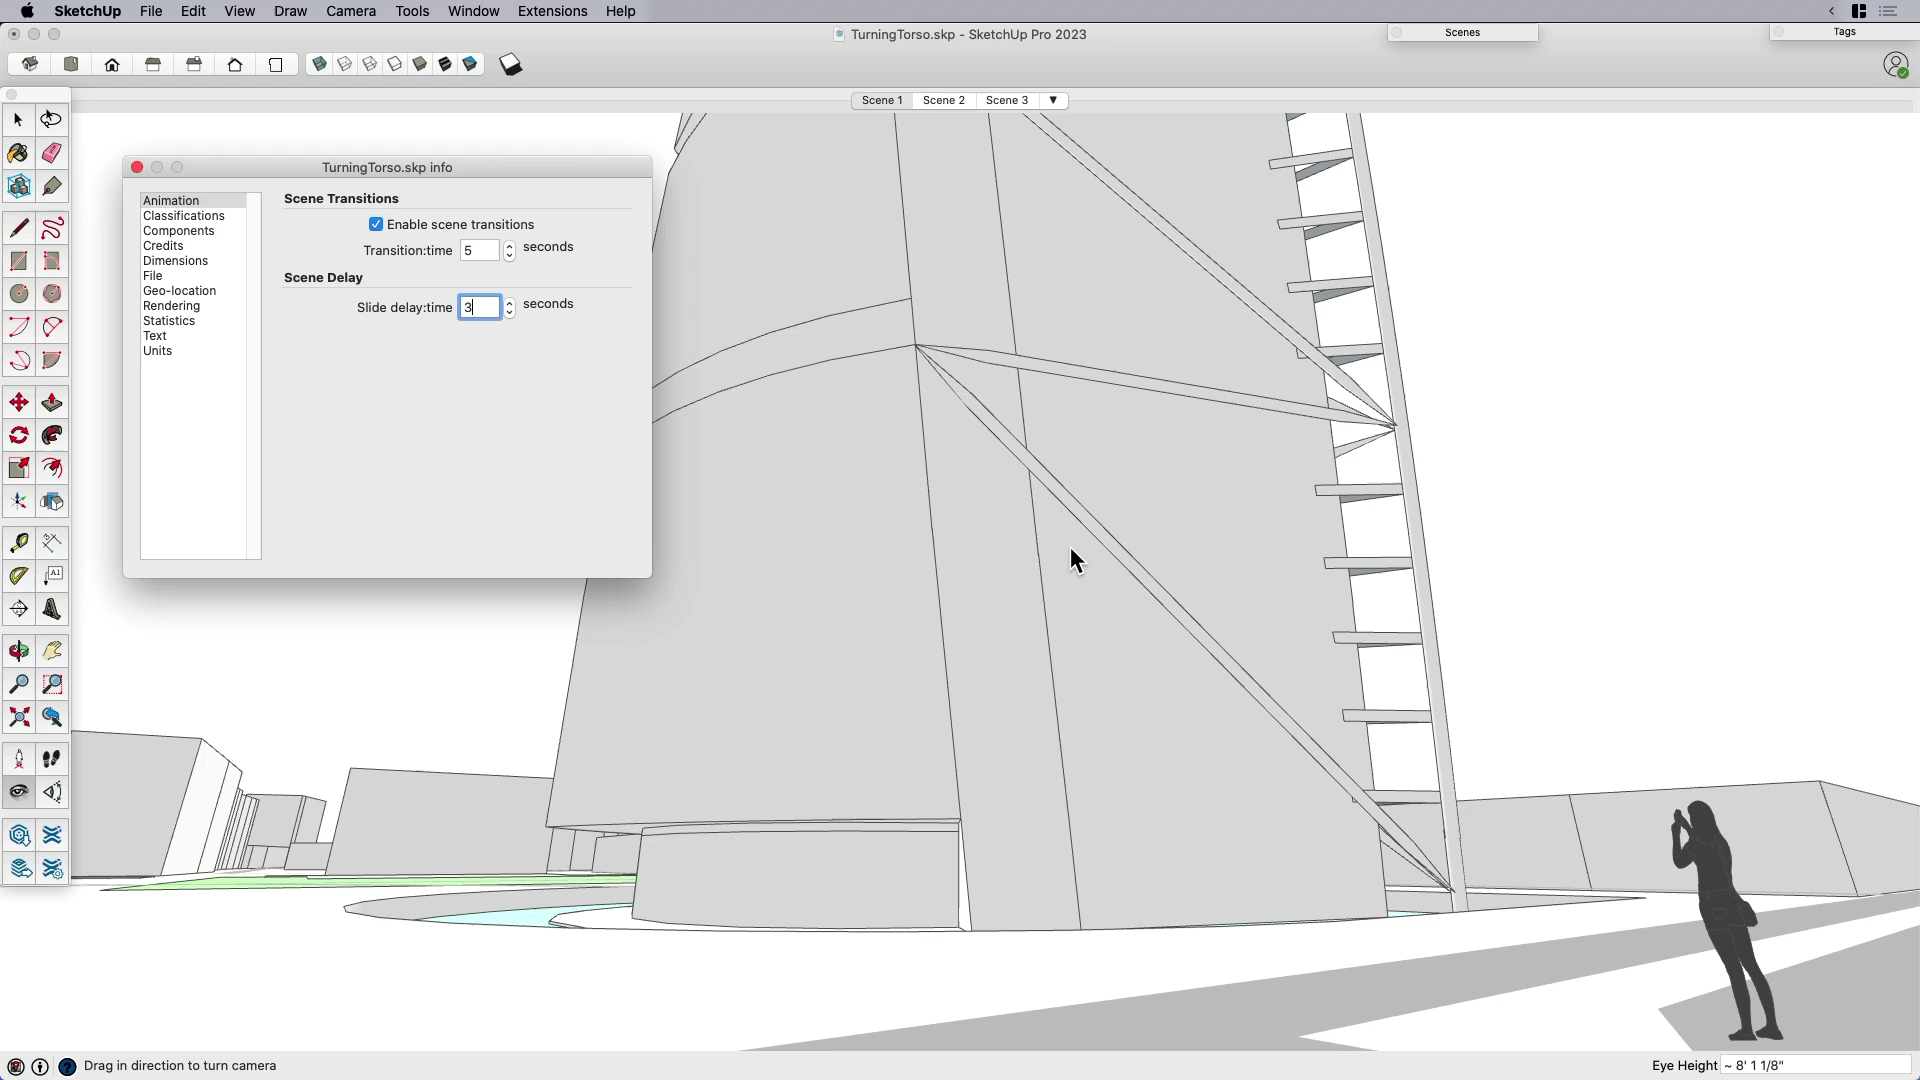 SketchUp File Edit View Draw Camera Tools Window Extensions Help
TurningTorso.skp - SketchUp Pro 2023
Scenes
Tags
Scene 1 Scene 2 Scene 3 ▼
TurningTorso.skp info
Animation
Classifications
Components
Credits
Dimensions
File
Geo-location
Rendering
Statistics
Text
Units
Scene Transitions
Enable scene transitions
Transition:time 5 seconds
Scene Delay
Slide delay:time 3 seconds
A1
Drag in direction to turn camera
Eye Height ~ 8' 1 1/8"